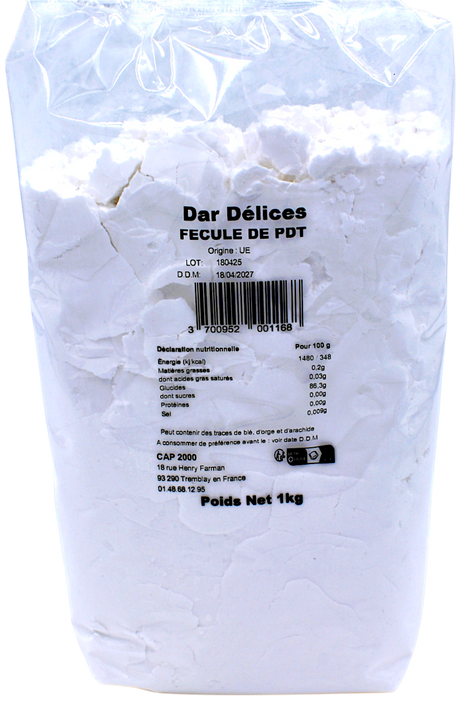 Dar Délices
FECULE DE PDT
Origine : UE
LOT: 180425
D.D.M: 18/04/2027
3 700952 001168
Déclaration nutritionnelle Pour 100 g
Énergie (kj kcal) 1480 / 348
Matières grasses 0,2g
dont acides gras saturés 0,03g
Glucides 86,3g
dont sucres 0,00g
Protéines 0,00g
Sel 0,009g
Peut contenir des traces de blé, d'orge et d'arachide
A consommer de préférence avant le : voir date D.D.M
CAP 2000
18 rue Henry Farman
93 290 Tremblay en France
01.48.68.12 95
Poids Net 1kg